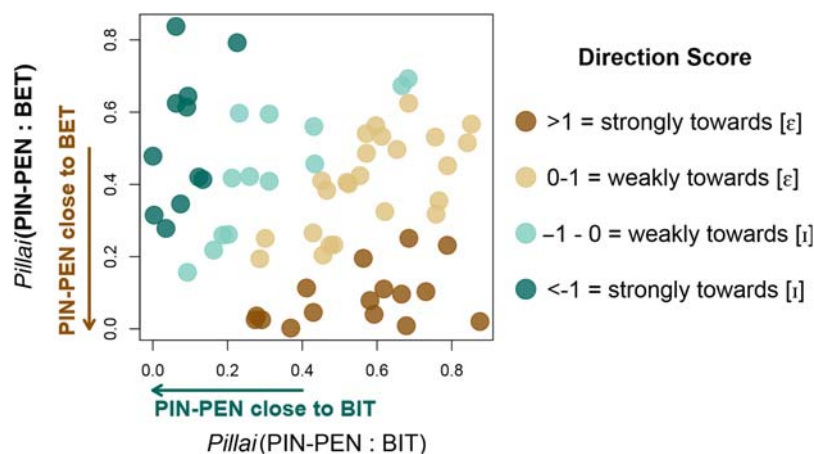 Direction Score
>1 = strongly towards [ɛ]
0-1 = weakly towards [ɛ]
–1 - 0 = weakly towards [ɪ]
<-1 = strongly towards [ɪ]
Pillai(PIN-PEN : BET)
PIN-PEN close to BET
0.8
0.6
0.4
0.2
0.0
0.0 0.2 0.4 0.6 0.8
PIN-PEN close to BIT
Pillai(PIN-PEN : BIT)